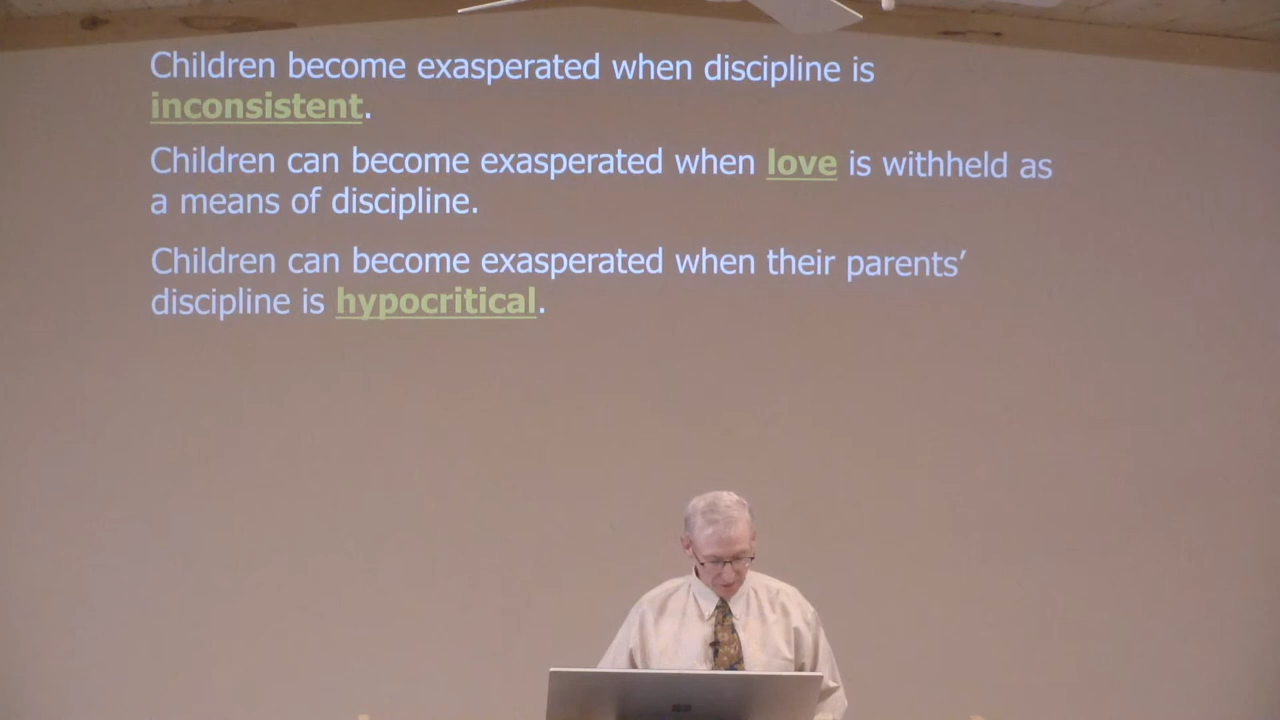 Children become exasperated when discipline is
inconsistent.
Children can become exasperated when love is withheld as
a means of discipline.
Children can become exasperated when their parents’
discipline is hypocritical.